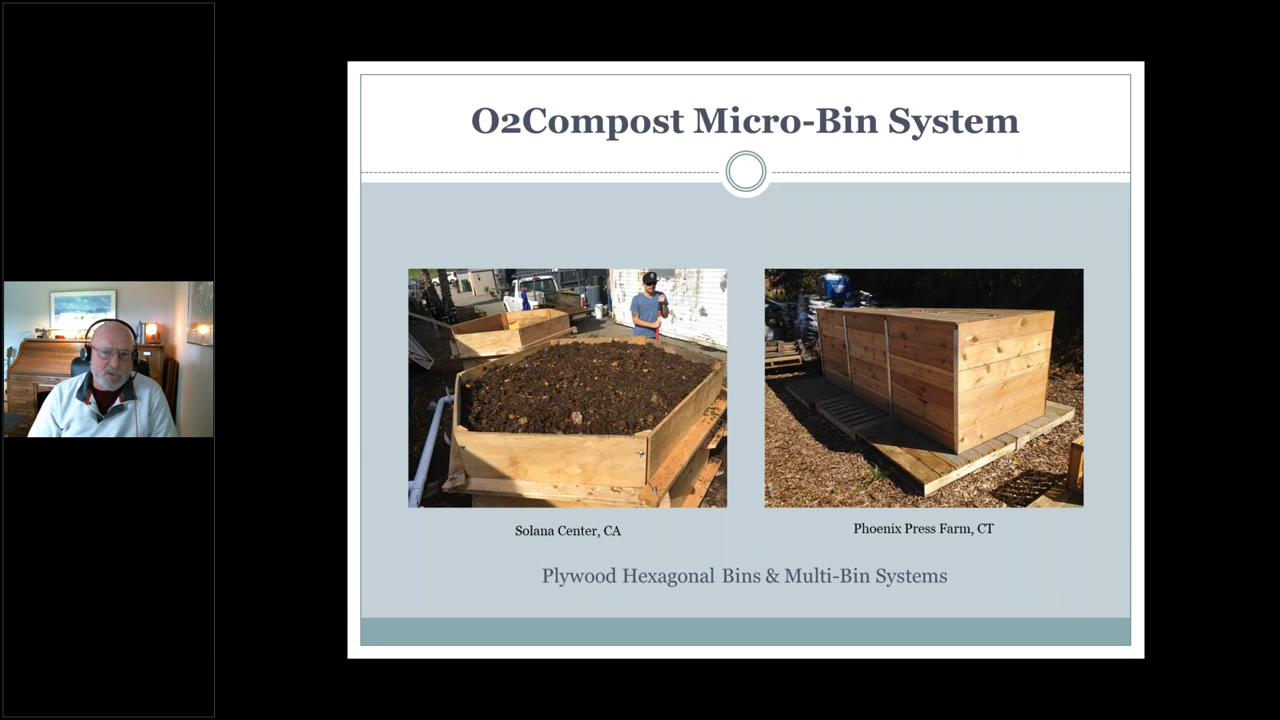 O2Compost Micro-Bin System
Solana Center, CA
Phoenix Press Farm, CT
Plywood Hexagonal Bins & Multi-Bin Systems